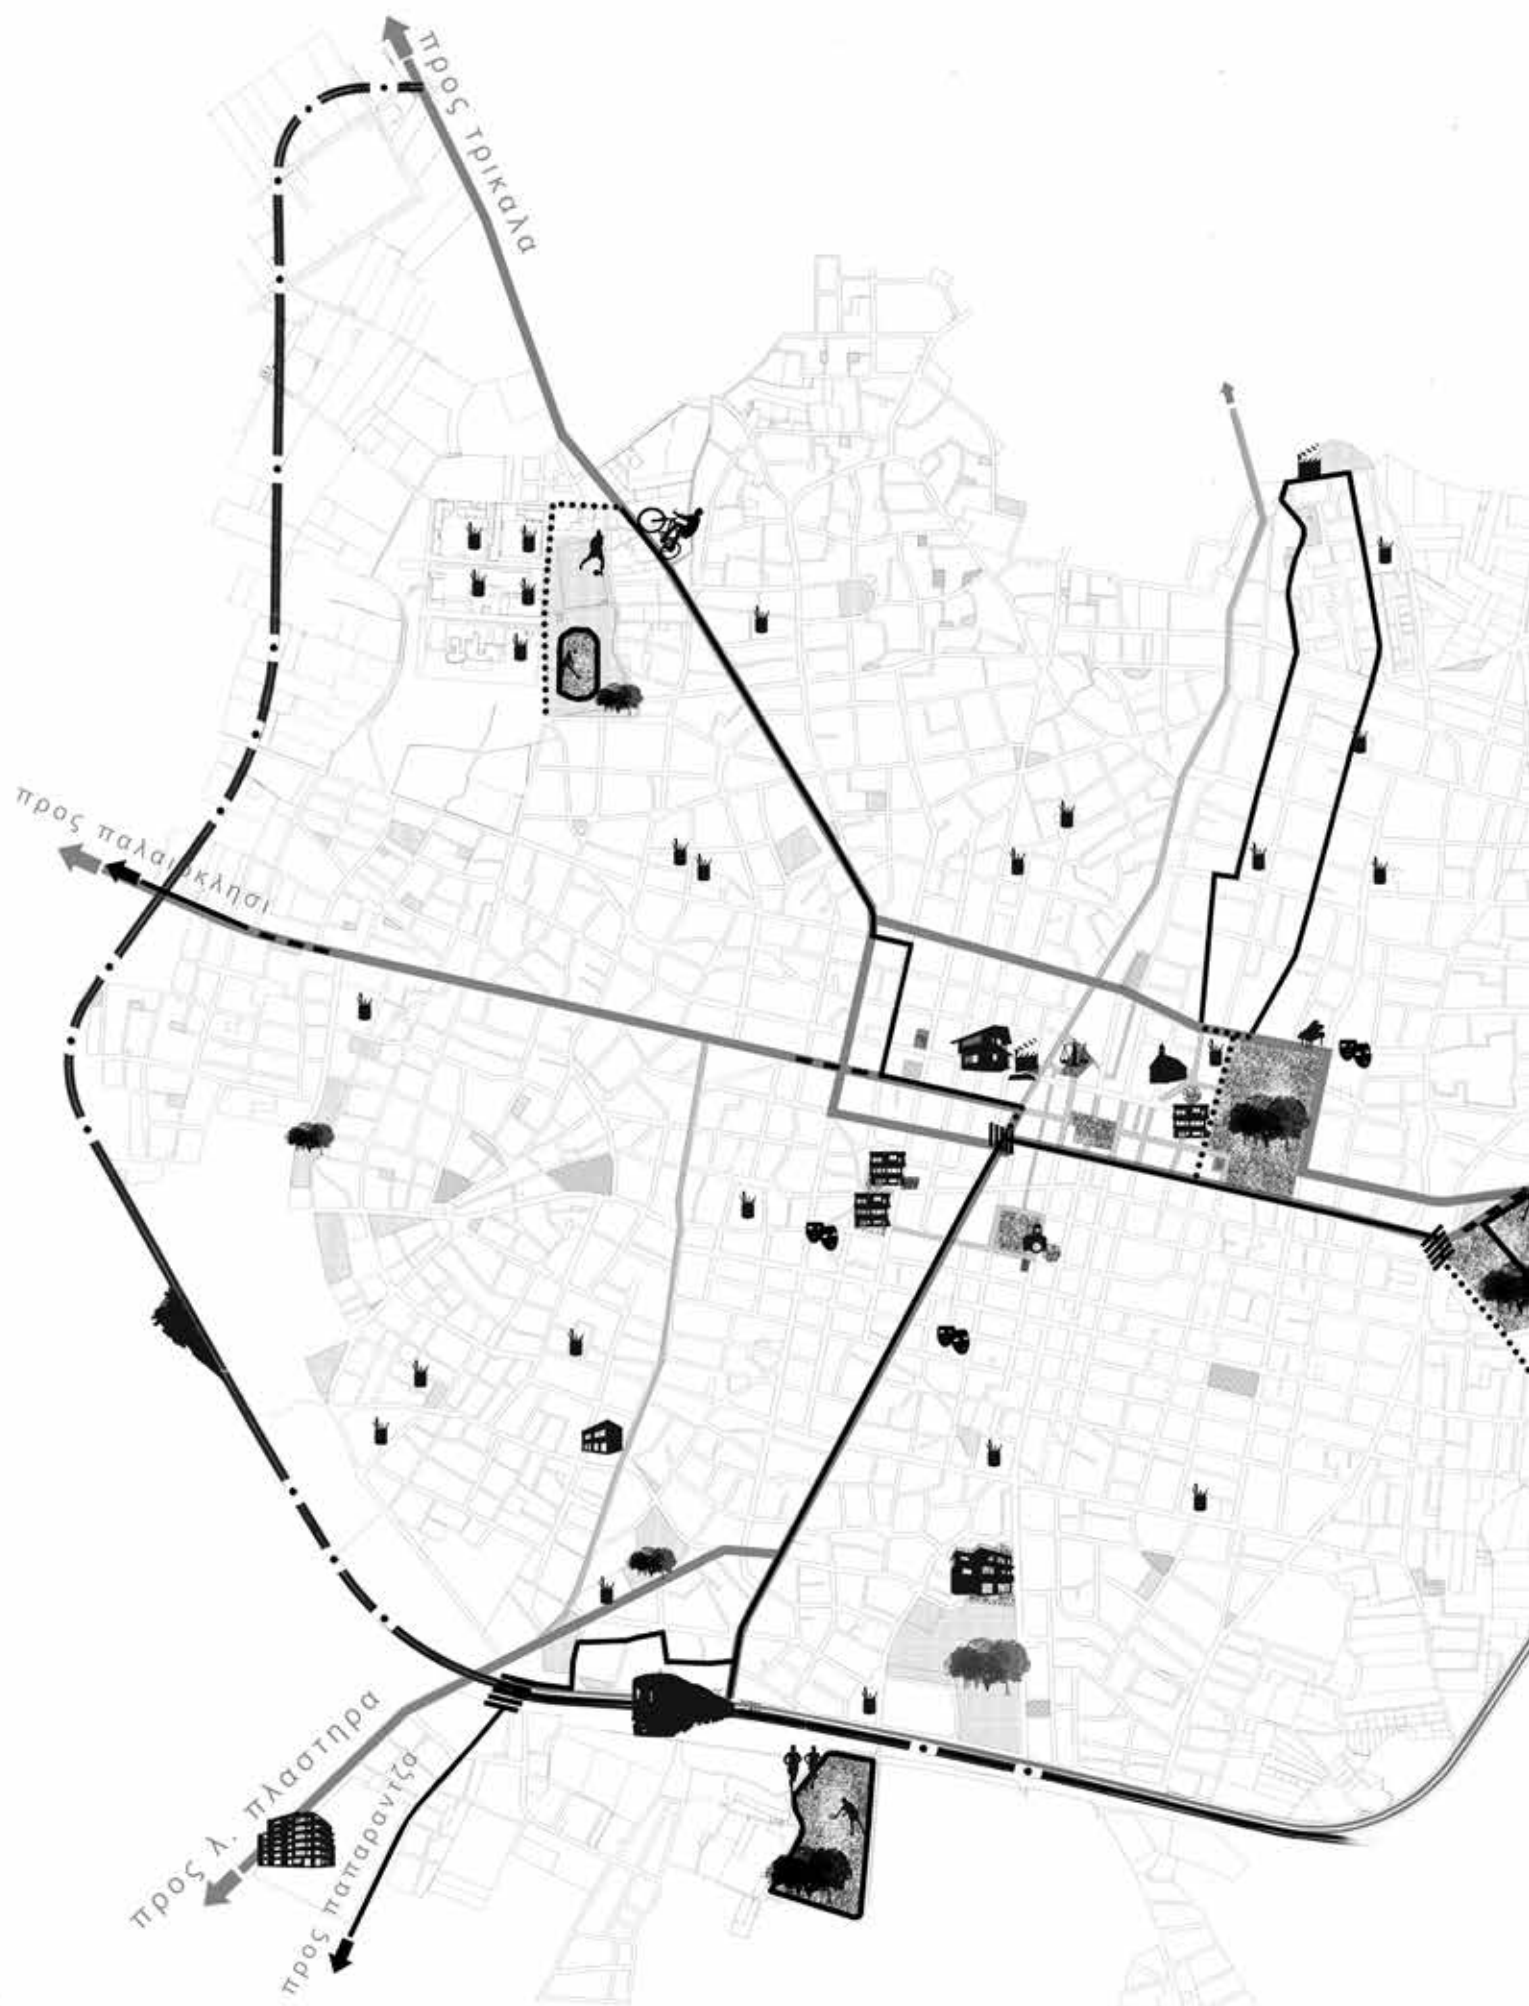 προς τρικαλα
προς παλαιοκλησι
προς λ. πλαστηρα
προς παπαραντζα